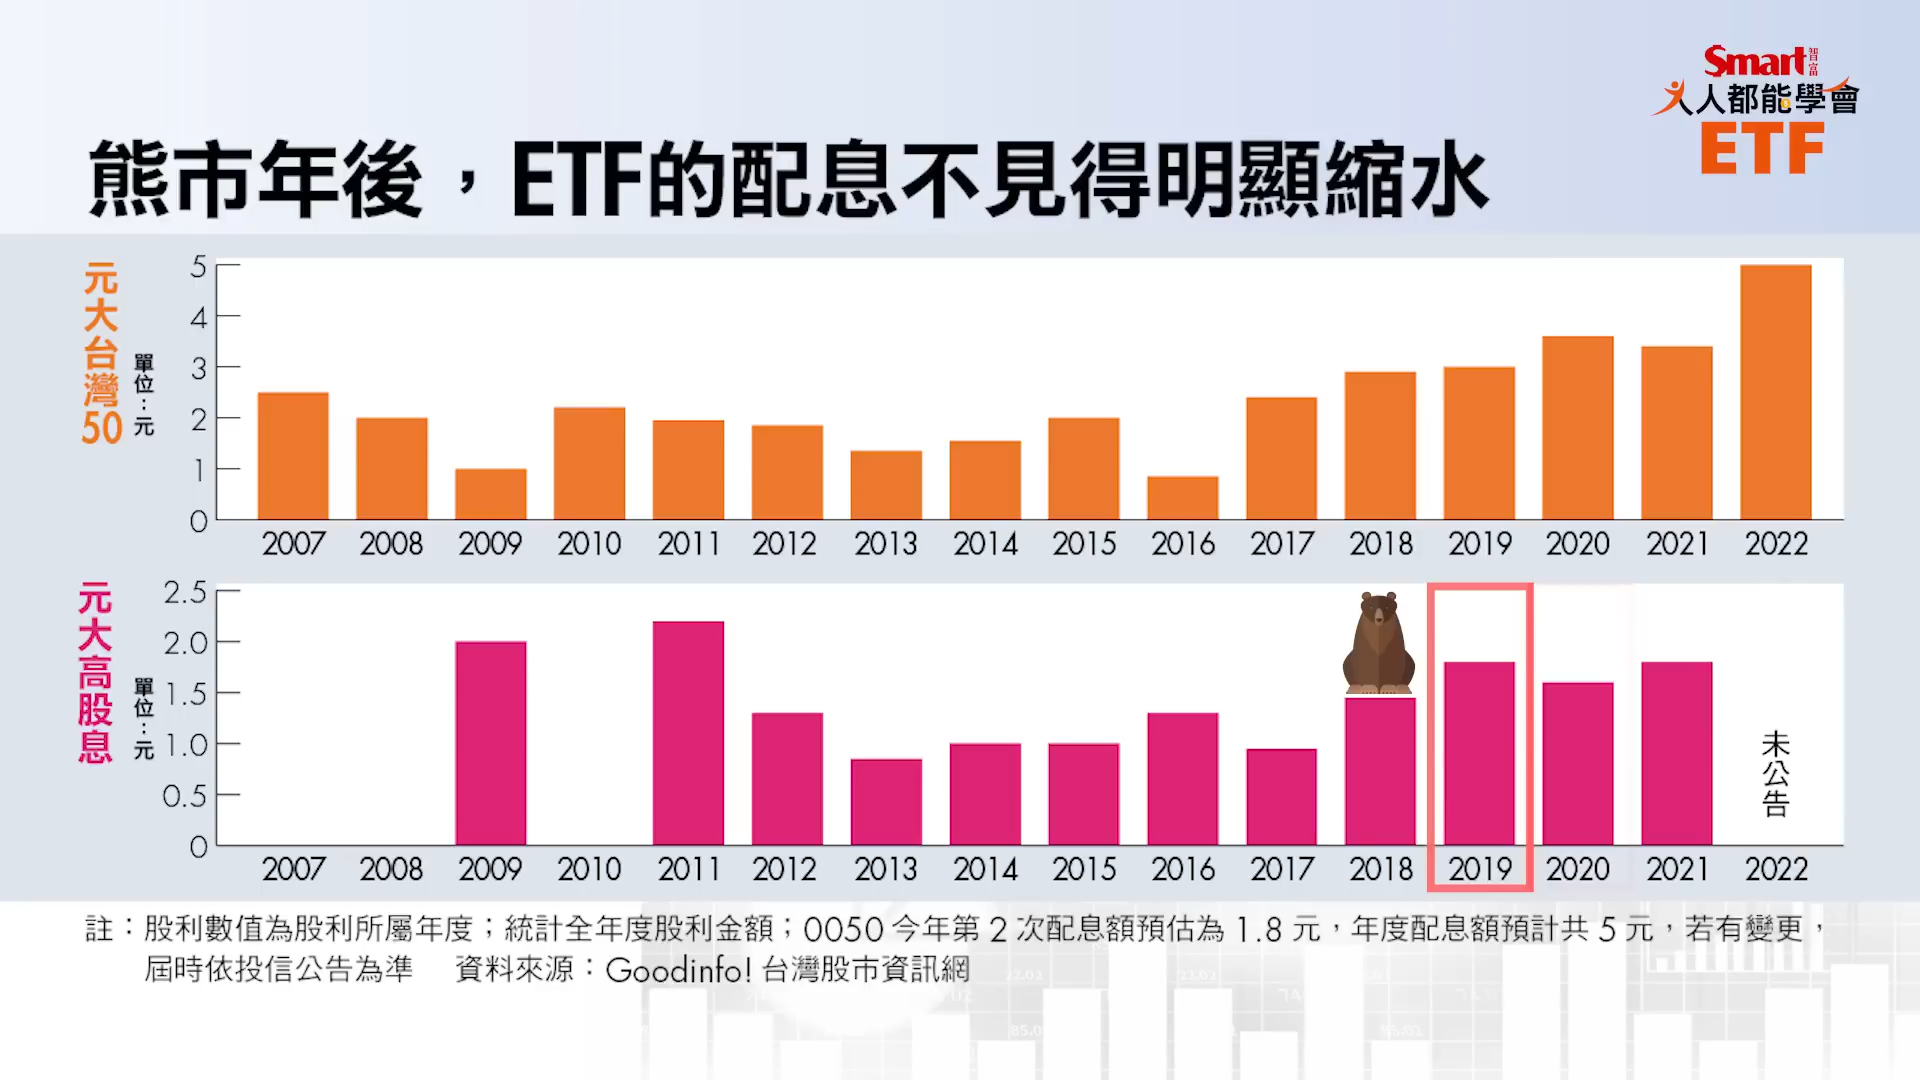 Smart智富
人人都能學會
ETF
熊市年後，ETF的配息不見得明顯縮水
元大台灣50
單位：元
5
4
3
2
1
0
2007 2008 2009 2010 2011 2012 2013 2014 2015 2016 2017 2018 2019 2020 2021 2022
元大高股息
單位：元
2.5
2.0
1.5
1.0
0.5
0
未公告
2007 2008 2009 2010 2011 2012 2013 2014 2015 2016 2017 2018 2019 2020 2021 2022
註：股利數值為股利所屬年度；統計全年度股利金額；0050 今年第 2 次配息額預估為 1.8 元，年度配息額預計共 5 元，若有變更，
屆時依投信公告為準 資料來源：Goodinfo! 台灣股市資訊網